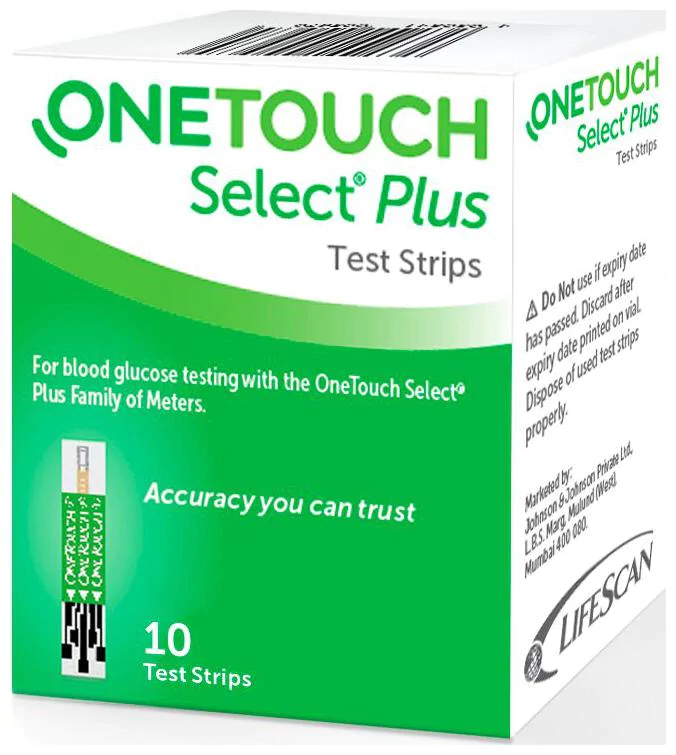 ONETOUCH
Select® Plus
Test Strips
For blood glucose testing with the OneTouch Select®
Plus Family of Meters.
Accuracy you can trust
ONETOUCH
ONETOUCH
ONETOUCH
10
Test Strips
ONETOUCH
Select® Plus
Test Strips
⚠ Do Not use if expiry date
has passed. Discard after
expiry date printed on vial.
Dispose of used test strips
properly.
Marketed by:
Johnson & Johnson Private Ltd.,
L.B.S. Marg, Mulund (West),
Mumbai 400 080.
LIFESCAN